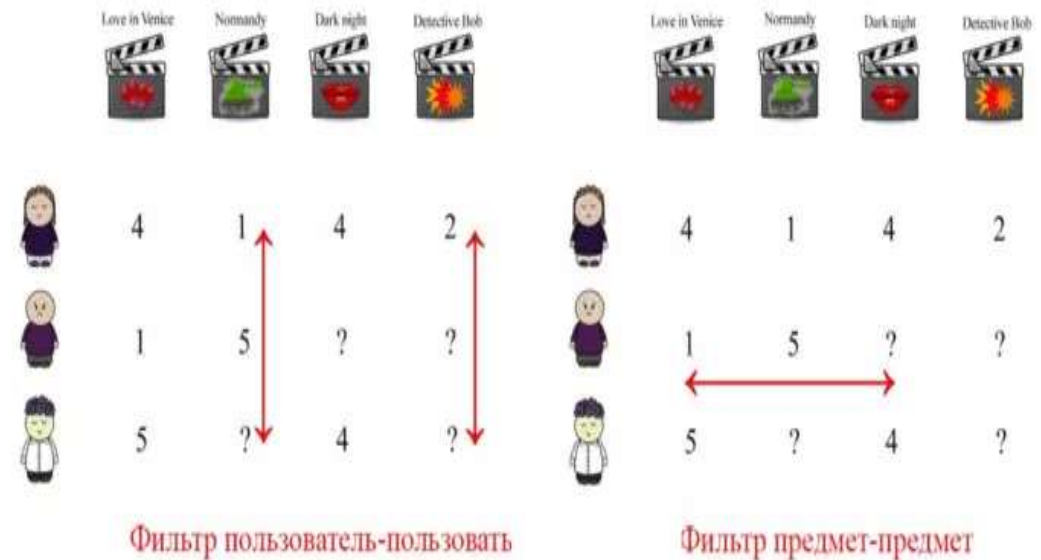 Love in Venice Normandy Dark night Detective Bob
4 1 4 2
1 5 ? ?
5 ? 4 ?
Фильтр пользователь-пользовать
Love in Venice Normandy Dark night Detective Bob
4 1 4 2
1 5 ? ?
5 ? 4 ?
Фильтр предмет-предмет